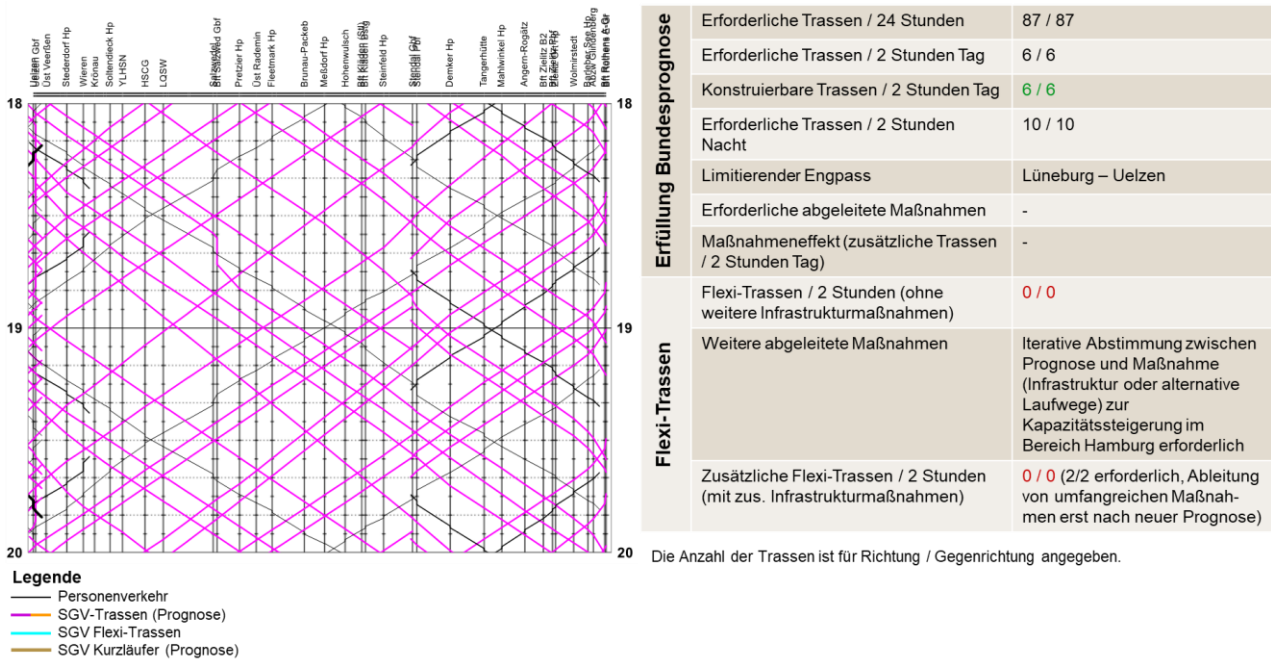 Uelzen Gbf
Üst Veerßen
Stederdorf Hp
Wieren
Krönau
Soltendieck Hp
YLHSN
HSCG
LQSW
Salzwedel
Bft Salzwed Gbf
Pretzier Hp
Üst Rademin
Fleetmark Hp
Brunau-Packeb
Meßdorf Hp
Hohenwulsch
Steinfeld Hp
Demker Hp
Tangerhütte
Mahlwinkel Hp
Angern-Rogätz
Bft Zielitz B2
Wolmirstedt
18
18
19
19
20
20
Legende
Personenverkehr
SGV-Trassen (Prognose)
SGV Flexi-Trassen
SGV Kurzläufer (Prognose)
Erfüllung Bundesprognose
Erforderliche Trassen / 24 Stunden
87 / 87
Erforderliche Trassen / 2 Stunden Tag
6 / 6
Konstruierbare Trassen / 2 Stunden Tag
6 / 6
Erforderliche Trassen / 2 Stunden
Nacht
10 / 10
Limitierender Engpass
Lüneburg – Uelzen
Erforderliche abgeleitete Maßnahmen
-
Maßnahmeneffekt (zusätzliche Trassen
/ 2 Stunden Tag)
-
Flexi-Trassen
Flexi-Trassen / 2 Stunden (ohne
weitere Infrastrukturmaßnahmen)
0 / 0
Weitere abgeleitete Maßnahmen
Iterative Abstimmung zwischen
Prognose und Maßnahme
(Infrastruktur oder alternative
Laufwege) zur
Kapazitätssteigerung im
Bereich Hamburg erforderlich
Zusätzliche Flexi-Trassen / 2 Stunden
(mit zus. Infrastrukturmaßnahmen)
0 / 0 (2/2 erforderlich, Ableitung
von umfangreichen Maßnah-
men erst nach neuer Prognose)
Die Anzahl der Trassen ist für Richtung / Gegenrichtung angegeben.